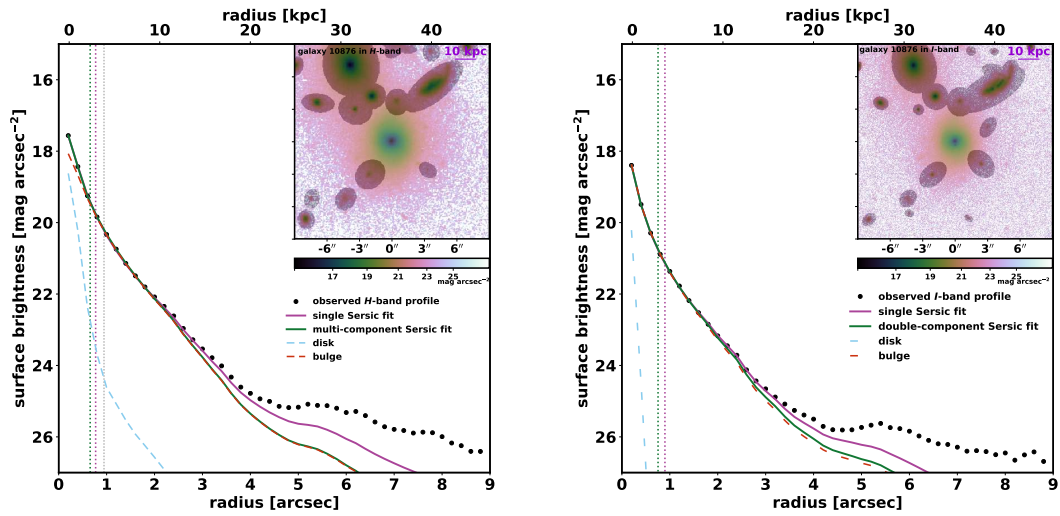 radius [kpc]
0 10 20 30 40
galaxy 10876 in H-band
10 kpc
-6″ -3″ 0″ 3″ 6″
17 19 21 23 25
mag arcsec⁻²
observed H-band profile
single Sersic fit
multi-component Sersic fit
disk
bulge
surface brightness [mag arcsec⁻²]
16
18
20
22
24
26
0 1 2 3 4 5 6 7 8 9
radius [arcsec]
radius [kpc]
0 10 20 30 40
galaxy 10876 in I-band
10 kpc
-6″ -3″ 0″ 3″ 6″
17 19 21 23 25
mag arcsec⁻²
observed I-band profile
single Sersic fit
double-component Sersic fit
disk
bulge
surface brightness [mag arcsec⁻²]
16
18
20
22
24
26
0 1 2 3 4 5 6 7 8 9
radius [arcsec]